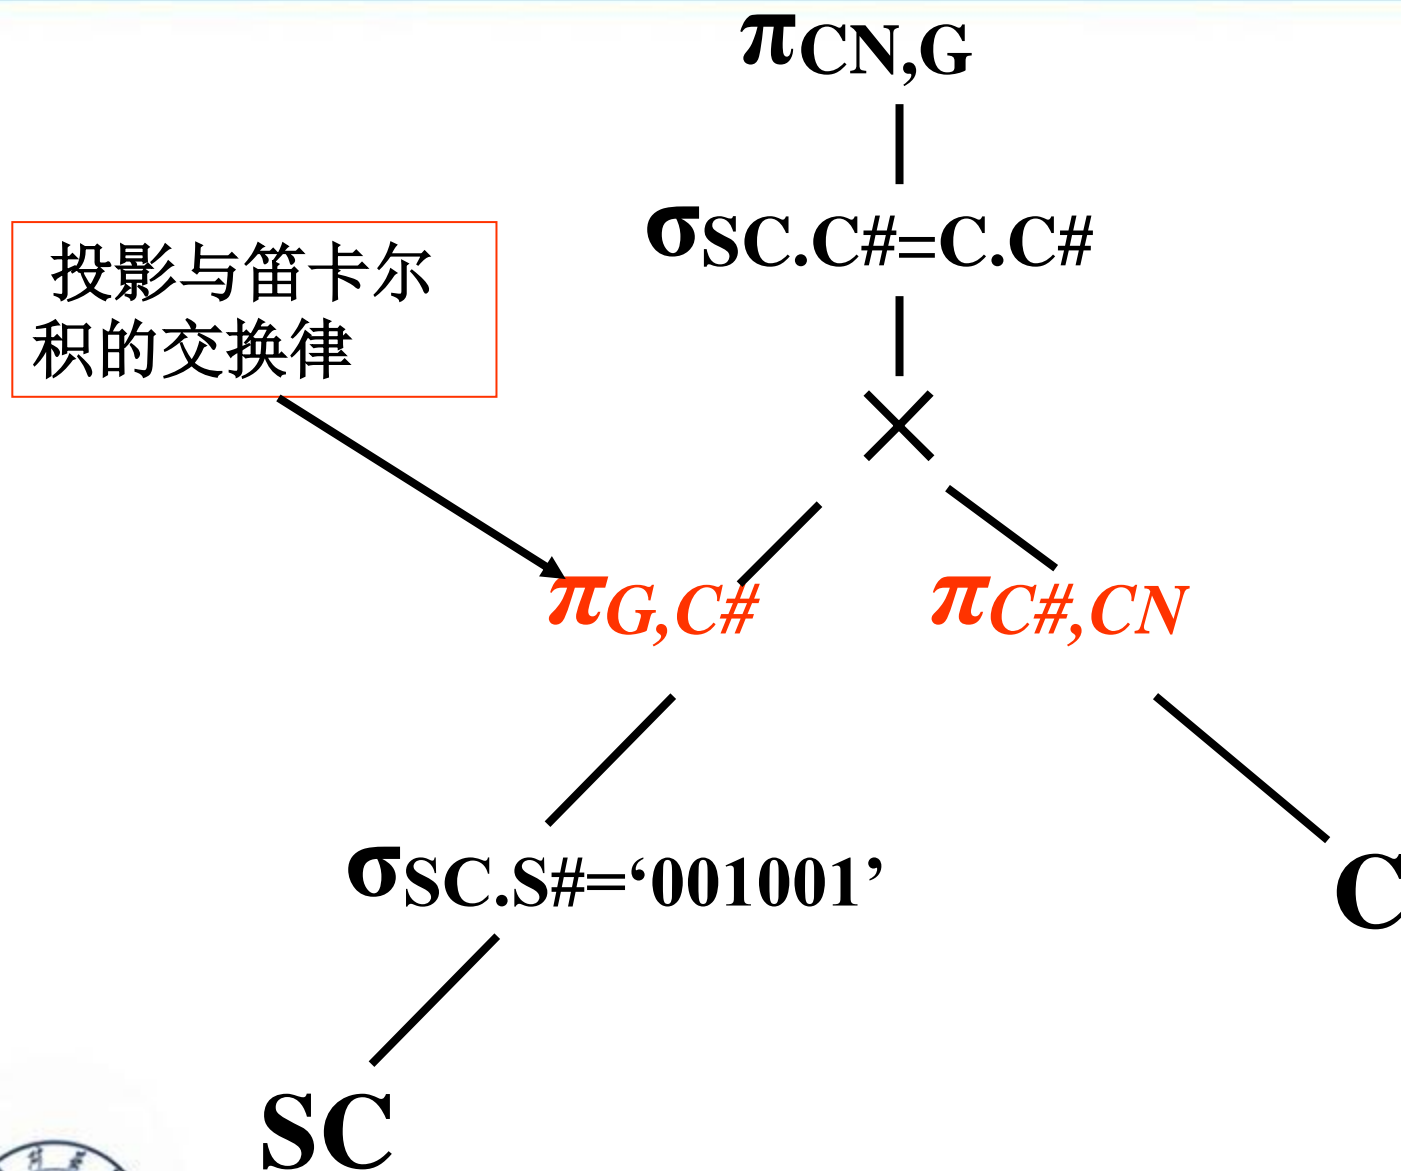 πCN,G
σSC.C#=C.C#
投影与笛卡尔
积的交换律
×
πG,C#
πC#,CN
σSC.S#=‘001001’
C
SC